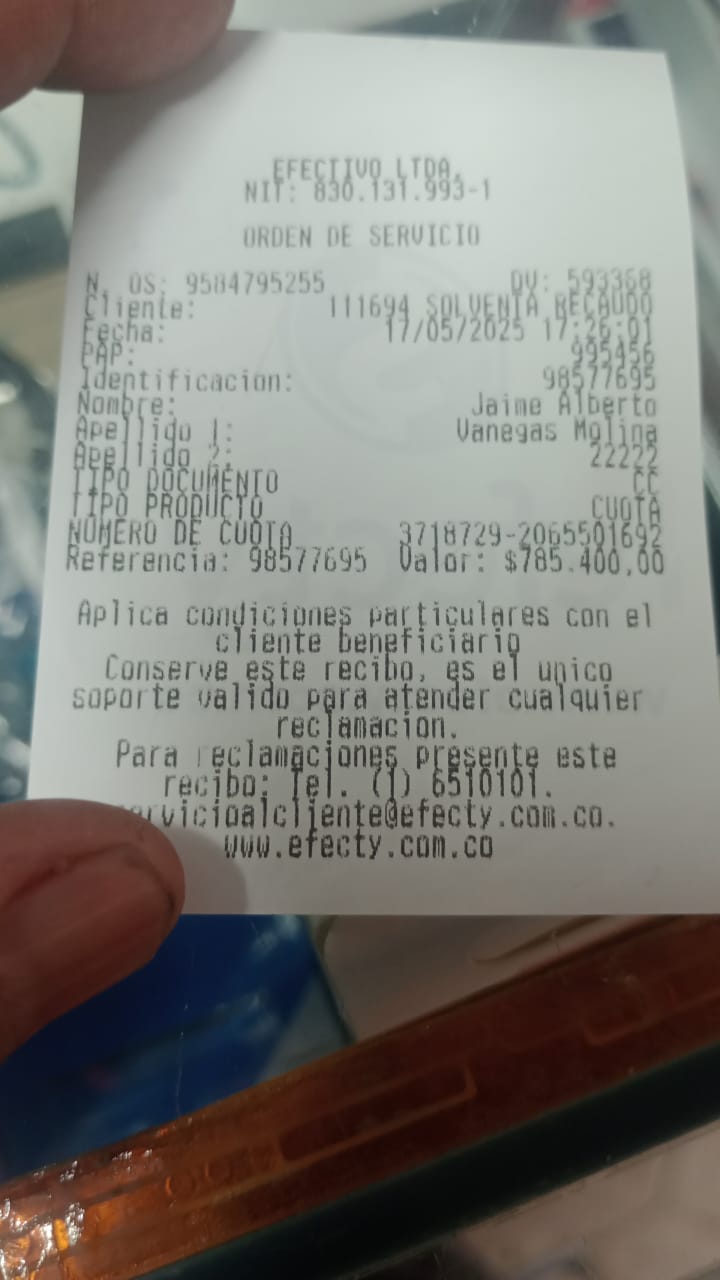 EFECTIVO LTDA.
NIT: 830.131.993-1
ORDEN DE SERVICIO
N. OS: 9584795255 DV: 593368
Cliente: 111694 SOLVENTA RECAUDO
Fecha: 17/05/2025 17:26:01
PAP: 995456
Identificacion: 98577695
Nombre: Jaime Alberto
Apellido 1: Vanegas Molina
Apellido 2: 22222
TIPO DOCUMENTO CC
TIPO PRODUCTO CUOTA
NUMERO DE CUOTA 3718729-2065501692
Referencia: 98577695 Valor: $785.400,00
Aplica condiciones particulares con el
cliente beneficiario
Conserve este recibo, es el unico
soporte valido para atender cualquier
reclamacion.
Para reclamaciones presente este
recibo: Tel. (1) 6510101.
servicioalcliente@efecty.com.co.
www.efecty.com.co